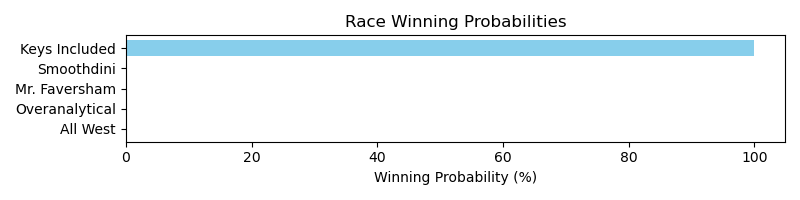 Race Winning Probabilities
Keys Included
Smoothdini
Mr. Faversham
Overanalytical
All West
0 20 40 60 80 100
Winning Probability (%)